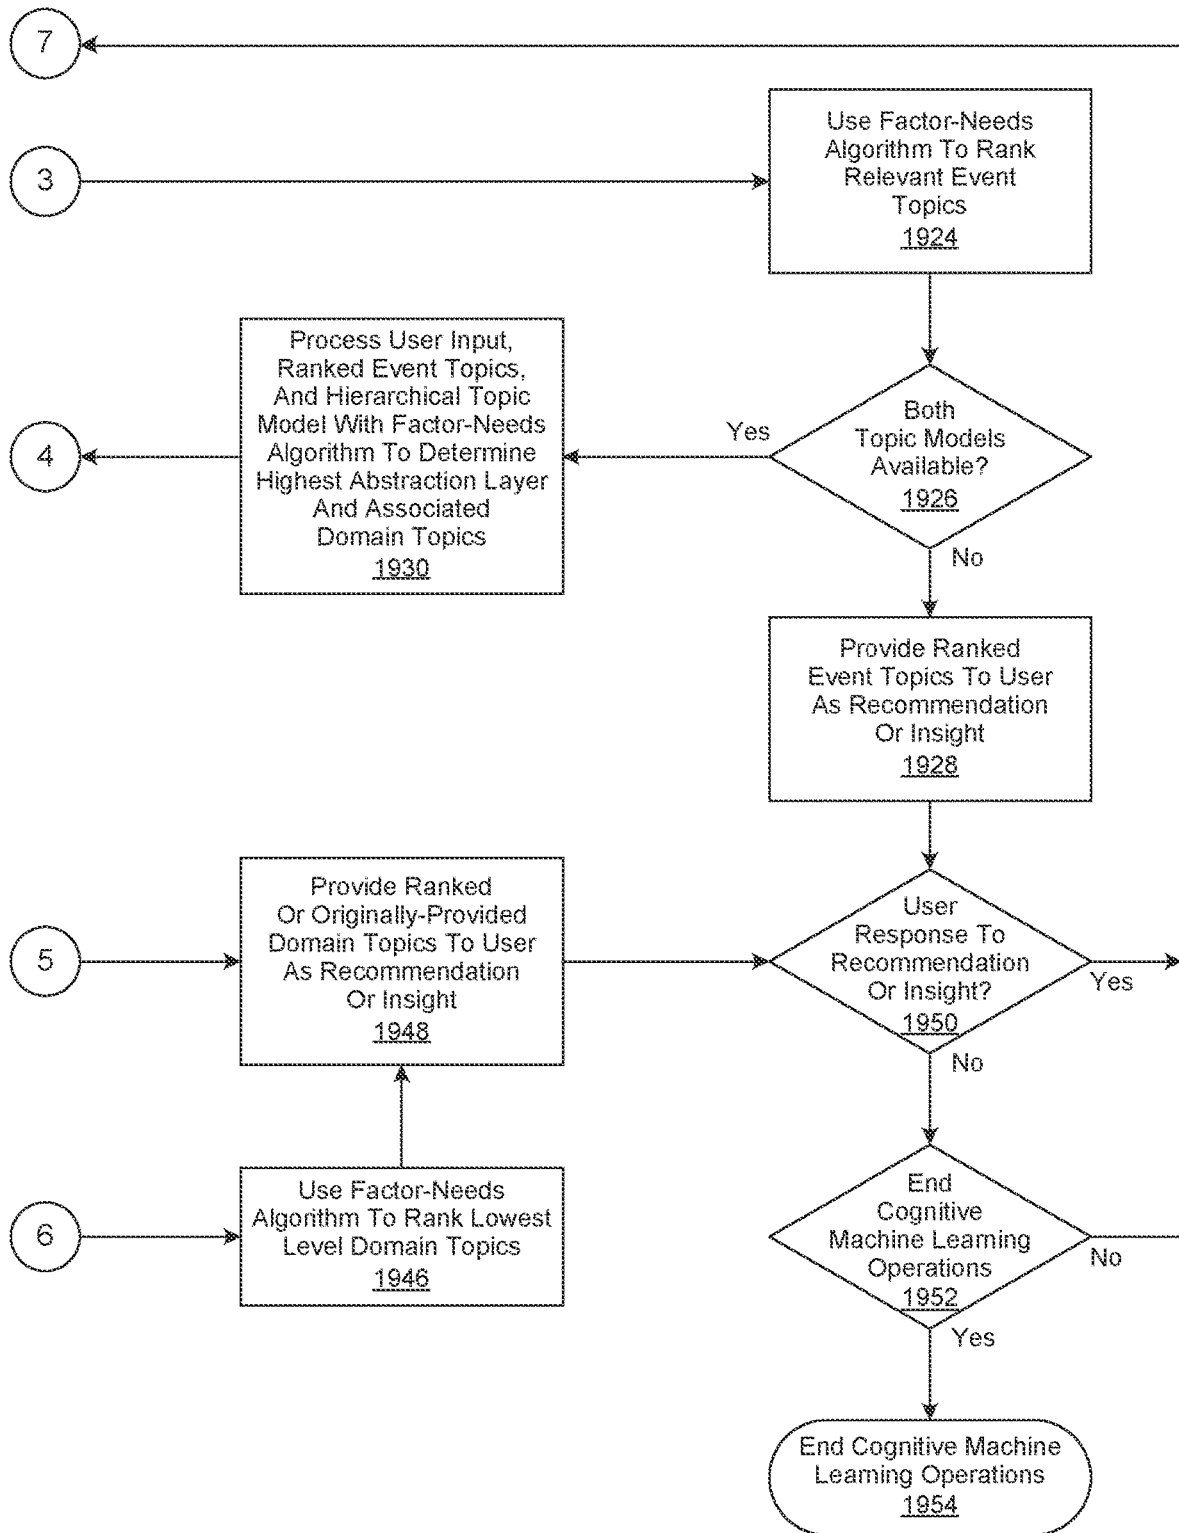 7
3
Use Factor-Needs
Algorithm To Rank
Relevant Event
Topics
1924
Process User Input,
Ranked Event Topics,
And Hierarchical Topic
Model With Factor-Needs
Algorithm To Determine
Highest Abstraction Layer
And Associated
Domain Topics
1930
4
Yes
Both
Topic Models
Available?
1926
No
Provide Ranked
Event Topics To User
As Recommendation
Or Insight
1928
5
Provide Ranked
Or Originally-Provided
Domain Topics To User
As Recommendation
Or Insight
1948
User
Response To
Recommendation
Or Insight?
1950
Yes
No
6
Use Factor-Needs
Algorithm To Rank Lowest
Level Domain Topics
1946
End
Cognitive
Machine Learning
Operations
1952
No
Yes
End Cognitive Machine
Learning Operations
1954